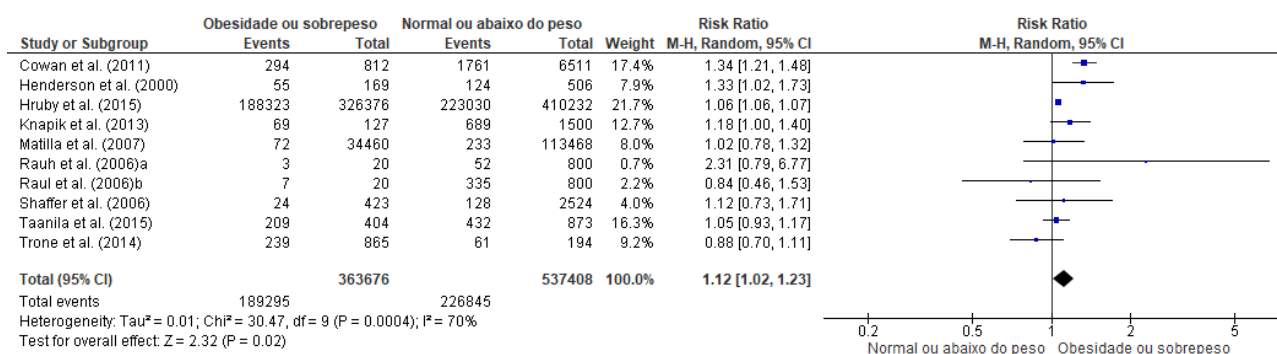 Obesidade ou sobrepeso Normal ou abaixo do peso Risk Ratio Risk Ratio
Study or Subgroup Events Total Events Total Weight M-H, Random, 95% CI M-H, Random, 95% CI
Cowan et al. (2011) 294 812 1761 6511 17.4% 1.34 [1.21, 1.48]
Henderson et al. (2000) 55 169 124 506 7.9% 1.33 [1.02, 1.73]
Hruby et al. (2015) 188323 326376 223030 410232 21.7% 1.06 [1.06, 1.07]
Knapik et al. (2013) 69 127 689 1500 12.7% 1.18 [1.00, 1.40]
Matilla et al. (2007) 72 34460 233 113468 8.0% 1.02 [0.78, 1.32]
Rauh et al. (2006)a 3 20 52 800 0.7% 2.31 [0.79, 6.77]
Raul et al. (2006)b 7 20 335 800 2.2% 0.84 [0.46, 1.53]
Shaffer et al. (2006) 24 423 128 2524 4.0% 1.12 [0.73, 1.71]
Taanila et al. (2015) 209 404 432 873 16.3% 1.05 [0.93, 1.17]
Trone et al. (2014) 239 865 61 194 9.2% 0.88 [0.70, 1.11]
Total (95% CI) 363676 537408 100.0% 1.12 [1.02, 1.23]
Total events 189295 226845
Heterogeneity: Tau² = 0.01; Chi² = 30.47, df = 9 (P = 0.0004); I² = 70%
Test for overall effect: Z = 2.32 (P = 0.02)
0.2 0.5 1 2 5
Normal ou abaixo do peso Obesidade ou sobrepeso